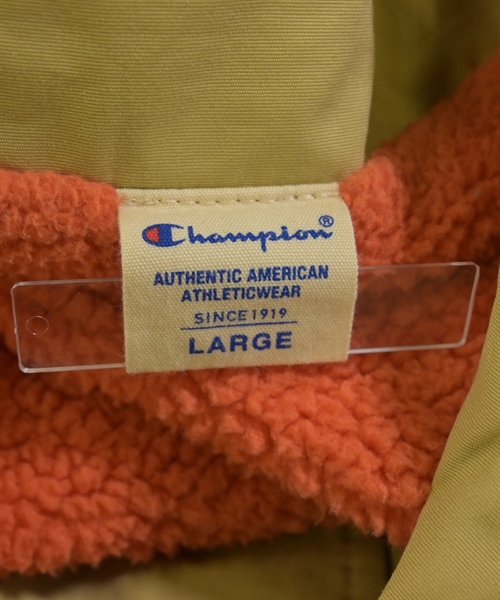 Champion®
AUTHENTIC AMERICAN
ATHLETICWEAR
SINCE 1919
LARGE